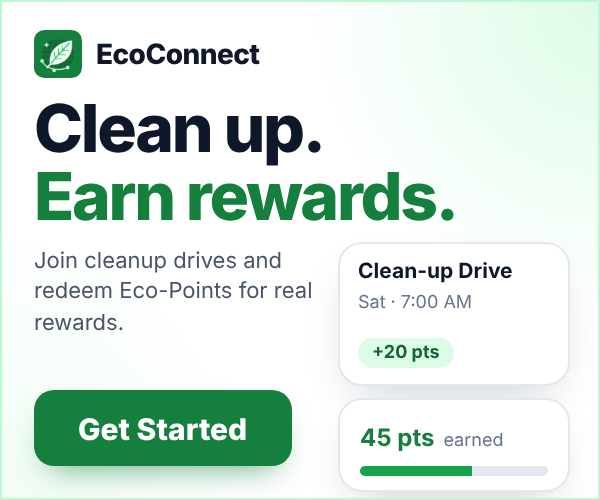 EcoConnect
Clean up.
Earn rewards.
Join cleanup drives and
redeem Eco-Points for real
rewards.
Get Started
Clean-up Drive
Sat · 7:00 AM
+20 pts
45 pts earned